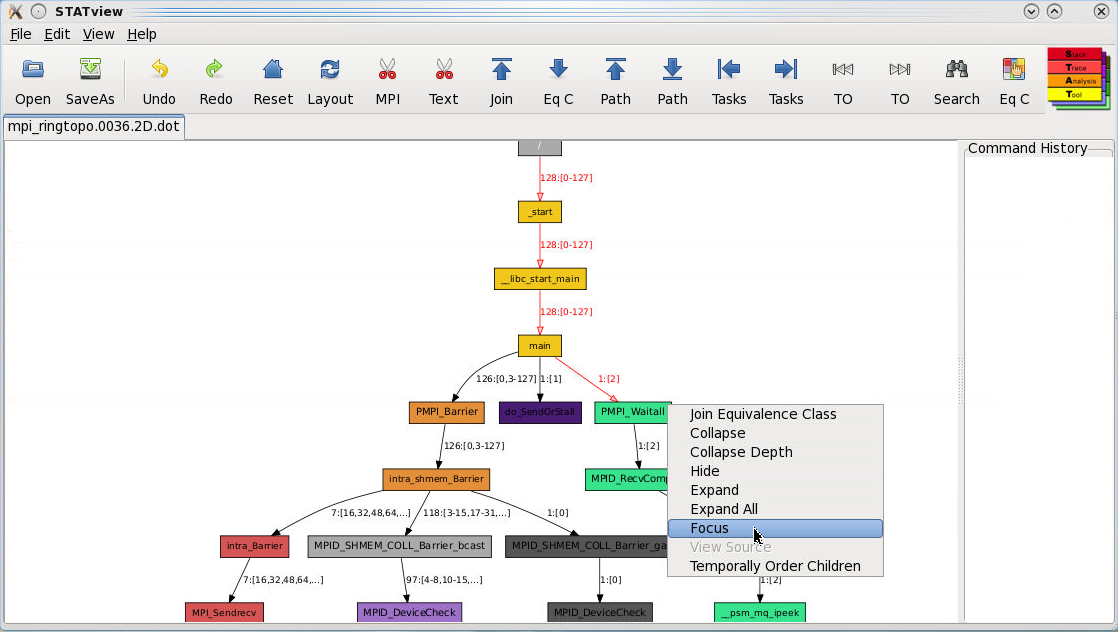 STATview
File Edit View Help
Open SaveAs Undo Redo Reset Layout MPI Text Join Eq C Path Path Tasks Tasks TO TO Search Eq C
Stack
Trace
Analysis
Tool
mpi_ringtopo.0036.2D.dot
Command History
/
128:[0-127]
_start
128:[0-127]
__libc_start_main
128:[0-127]
main
126:[0,3-127] 1:[1] 1:[2]
PMPI_Barrier do_SendOrStall PMPI_Waitall
126:[0,3-127] 1:[2]
intra_shmem_Barrier MPID_RecvComp
7:[16,32,48,64,...] 118:[3-15,17-31,...] 1:[0]
intra_Barrier MPID_SHMEM_COLL_Barrier_bcast MPID_SHMEM_COLL_Barrier_ga
7:[16,32,48,64,...] 97:[4-8,10-15,...] 1:[0] 1:[2]
MPI_Sendrecv MPID_DeviceCheck MPID_DeviceCheck __psm_mq_ipeek
Join Equivalence Class
Collapse
Collapse Depth
Hide
Expand
Expand All
Focus
View Source
Temporally Order Children